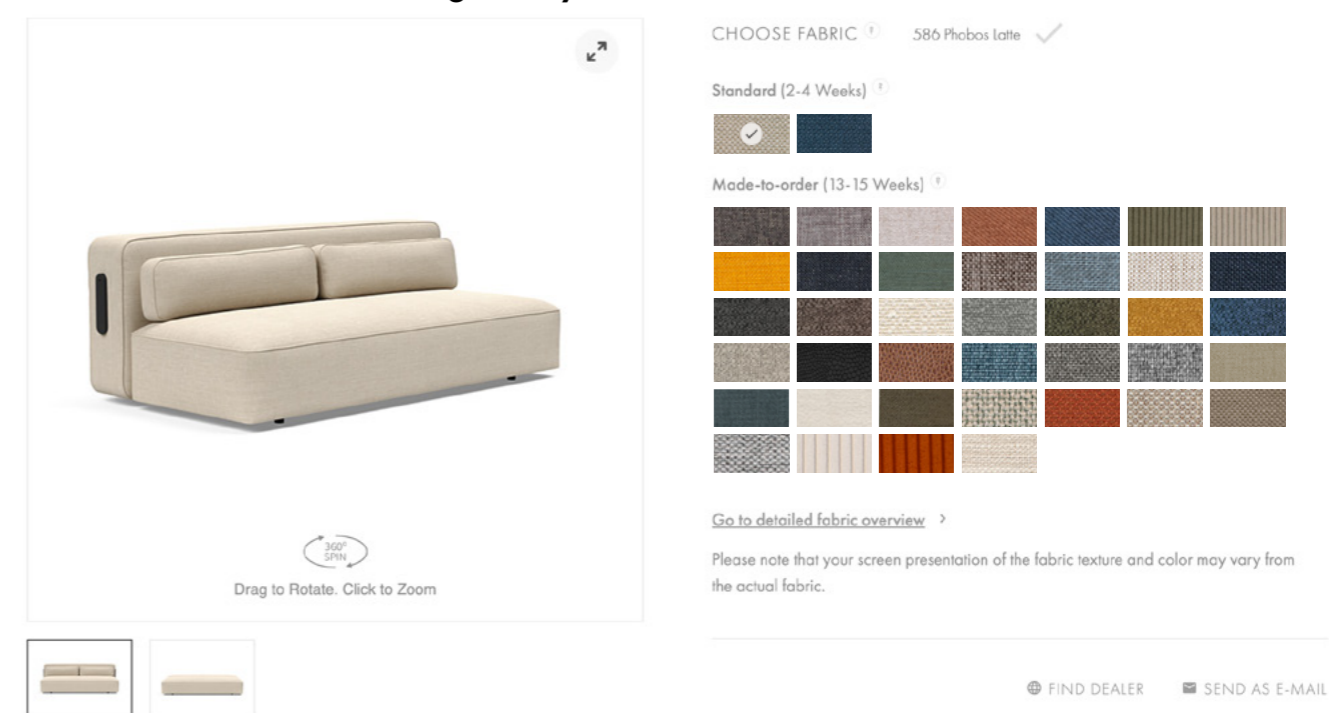 CHOOSE FABRIC
586 Phobos Latte
Standard (2-4 Weeks)
Made-to-order (13-15 Weeks)
360°
SPIN
Drag to Rotate. Click to Zoom
Go to detailed fabric overview >
Please note that your screen presentation of the fabric texture and color may vary from
the actual fabric.
FIND DEALER
SEND AS E-MAIL